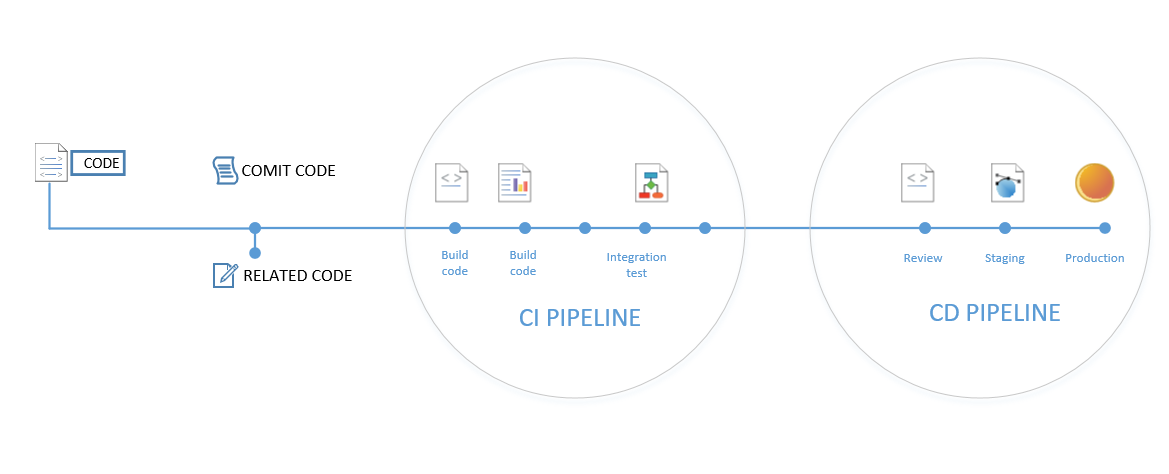 CODE
COMIT CODE
RELATED CODE
Build
code
Build
code
Integration
test
CI PIPELINE
Review
Staging
Production
CD PIPELINE